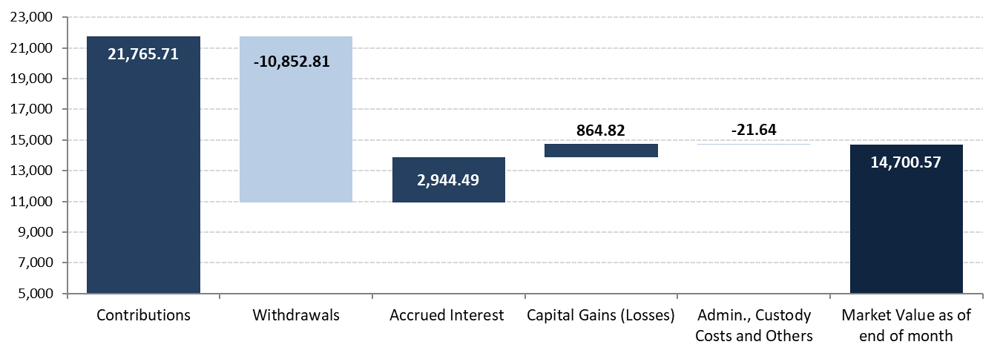 23,000
21,000
19,000
17,000
15,000
13,000
11,000
9,000
7,000
5,000
21,765.71
-10,852.81
2,944.49
864.82
-21.64
14,700.57
Contributions
Withdrawals
Accrued Interest
Capital Gains (Losses)
Admin., Custody
Costs and Others
Market Value as of
end of month